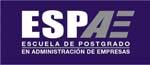 ESPAE
ESCUELA DE POSTGRADO
EN ADMINISTRACIÓN DE EMPRESAS